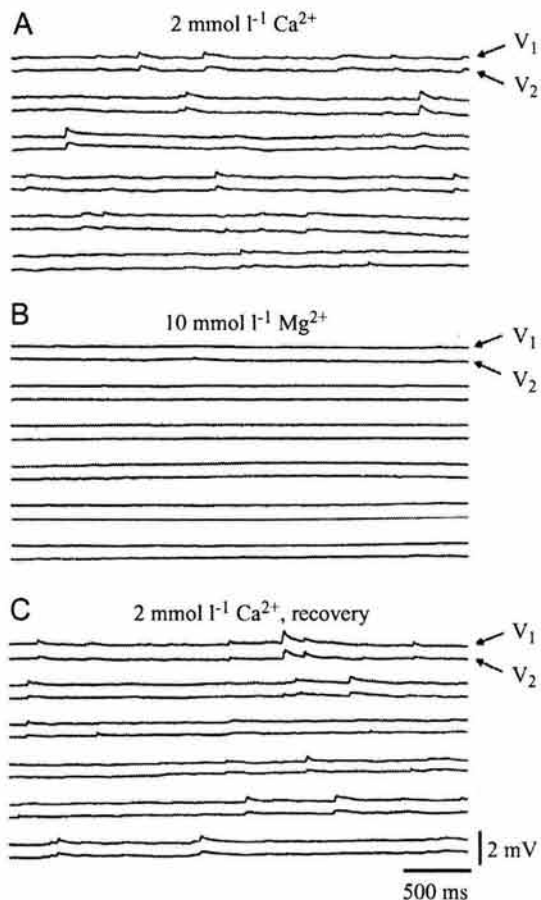 A
2 mmol l⁻¹ Ca²⁺
V₁
V₂
B
10 mmol l⁻¹ Mg²⁺
V₁
V₂
C
2 mmol l⁻¹ Ca²⁺, recovery
V₁
V₂
2 mV
500 ms